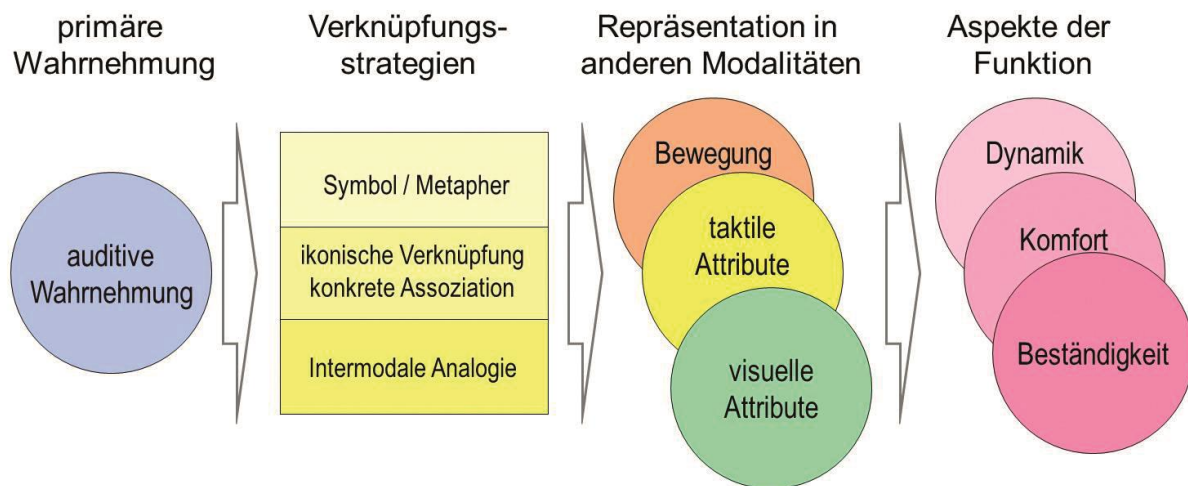 primäre
Wahrnehmung
Verknüpfungs-
strategien
Repräsentation in
anderen Modalitäten
Aspekte der
Funktion
auditive
Wahrnehmung
Symbol / Metapher
ikonische Verknüpfung
konkrete Assoziation
Intermodale Analogie
Bewegung
taktile
Attribute
visuelle
Attribute
Dynamik
Komfort
Beständigkeit